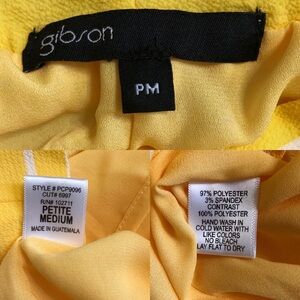 gibson
PM
STYLE # PCP9096
CUT# 6997
R/N# 102711
PETITE
MEDIUM
MADE IN GUATEMALA
97% POLYESTER
3% SPANDEX
CONTRAST
100% POLYESTER
HAND WASH IN
COLD WATER WITH
LIKE COLORS
NO BLEACH
LAY FLAT TO DRY